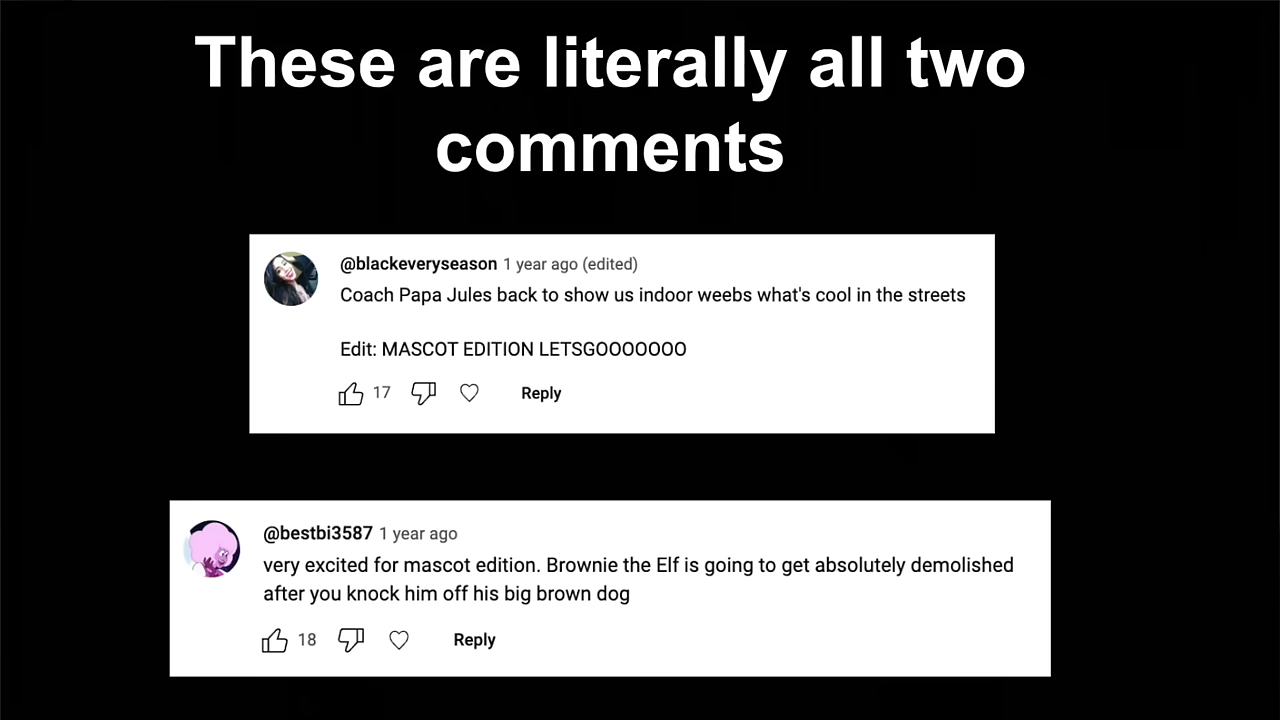 These are literally all two
comments
@blackeveryseason 1 year ago (edited)
Coach Papa Jules back to show us indoor weebs what's cool in the streets
Edit: MASCOT EDITION LETSGOOOOOOO
17 Reply
@bestbi3587 1 year ago
very excited for mascot edition. Brownie the Elf is going to get absolutely demolished
after you knock him off his big brown dog
18 Reply